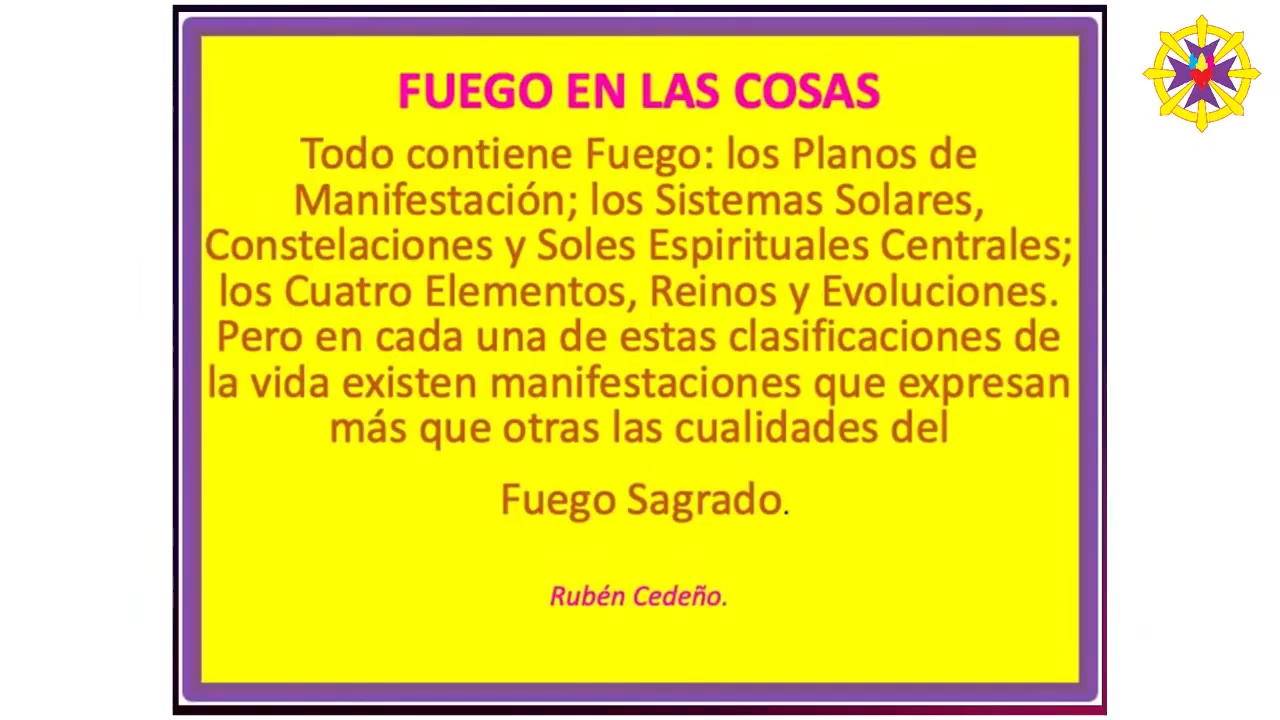 FUEGO EN LAS COSAS
Todo contiene Fuego: los Planos de
Manifestación; los Sistemas Solares,
Constelaciones y Soles Espirituales Centrales;
los Cuatro Elementos, Reinos y Evoluciones.
Pero en cada una de estas clasificaciones de
la vida existen manifestaciones que expresan
más que otras las cualidades del
Fuego Sagrado.
Rubén Cedeño.